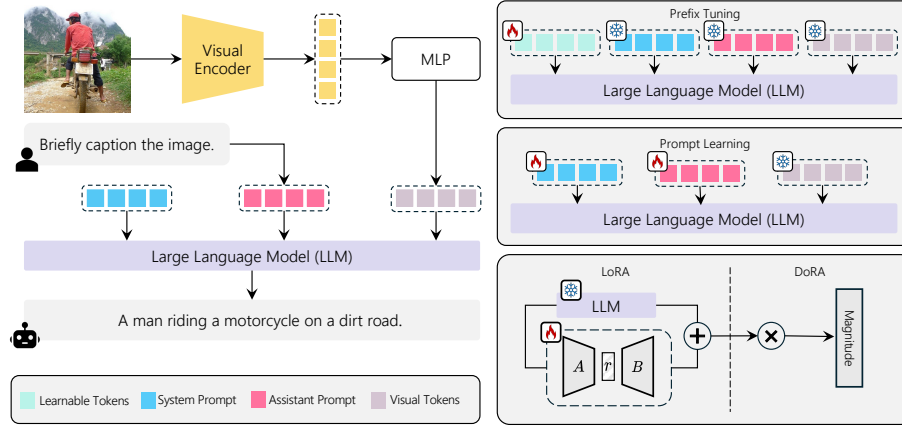 Visual
Encoder
MLP
Briefly caption the image.
Large Language Model (LLM)
A man riding a motorcycle on a dirt road.
Learnable Tokens
System Prompt
Assistant Prompt
Visual Tokens
Prefix Tuning
Large Language Model (LLM)
Prompt Learning
Large Language Model (LLM)
LoRA
DoRA
LLM
A
r
B
Magnitude